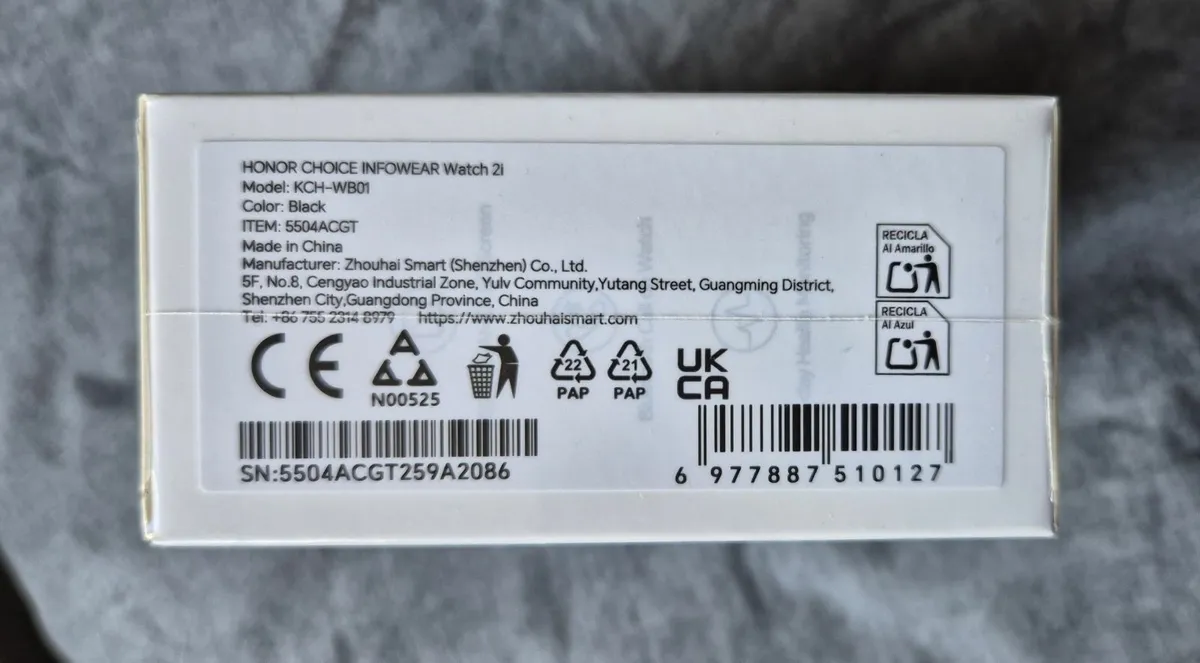 HONOR CHOICE INFOWEAR Watch 2i
Model: KCH-WB01
Color: Black
ITEM: 5504ACGT
Made in China
Manufacturer: Zhouhai Smart (Shenzhen) Co., Ltd.
5F, No.8, Cengyao Industrial Zone, Yulv Community,Yutang Street, Guangming District,
Shenzhen City,Guangdong Province, China
Tel: +86 755 2314 8979 https://www.zhouhaismart.com
RECICLA
Al Amarillo
RECICLA
Al Azul
CE
N00525
22
PAP
21
PAP
UK
CA
SN:5504ACGT259A2086
6 977887 510127